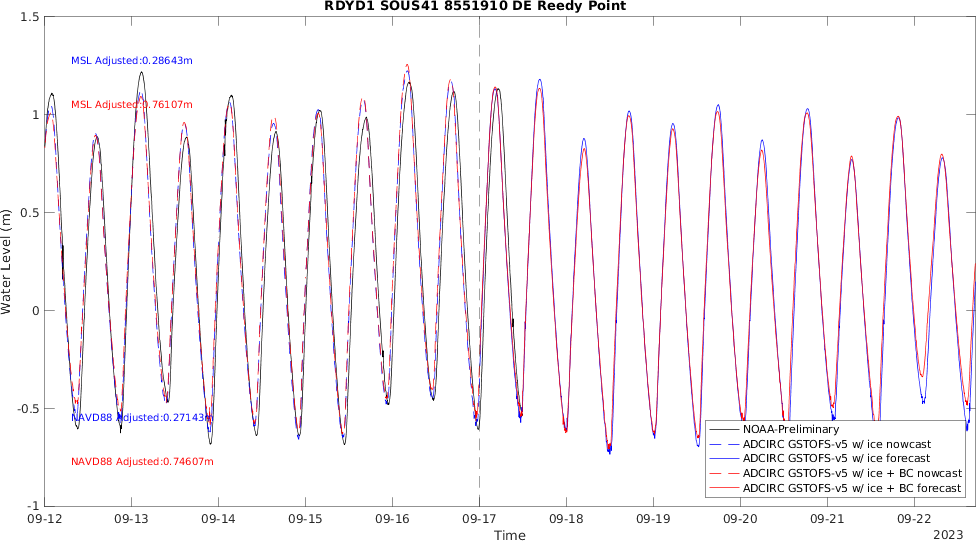 RDYD1 SOUS41 8551910 DE Reedy Point
1.5
1
0.5
0
-0.5
-1
Water Level (m)
MSL Adjusted:0.28643m
MSL Adjusted:0.76107m
NAVD88 Adjusted:0.27143m
NAVD88 Adjusted:0.74607m
NOAA-Preliminary
ADCIRC GSTOFS-v5 w/ ice nowcast
ADCIRC GSTOFS-v5 w/ ice forecast
ADCIRC GSTOFS-v5 w/ ice + BC nowcast
ADCIRC GSTOFS-v5 w/ ice + BC forecast
09-12 09-13 09-14 09-15 09-16 09-17 09-18 09-19 09-20 09-21 09-22
Time
2023